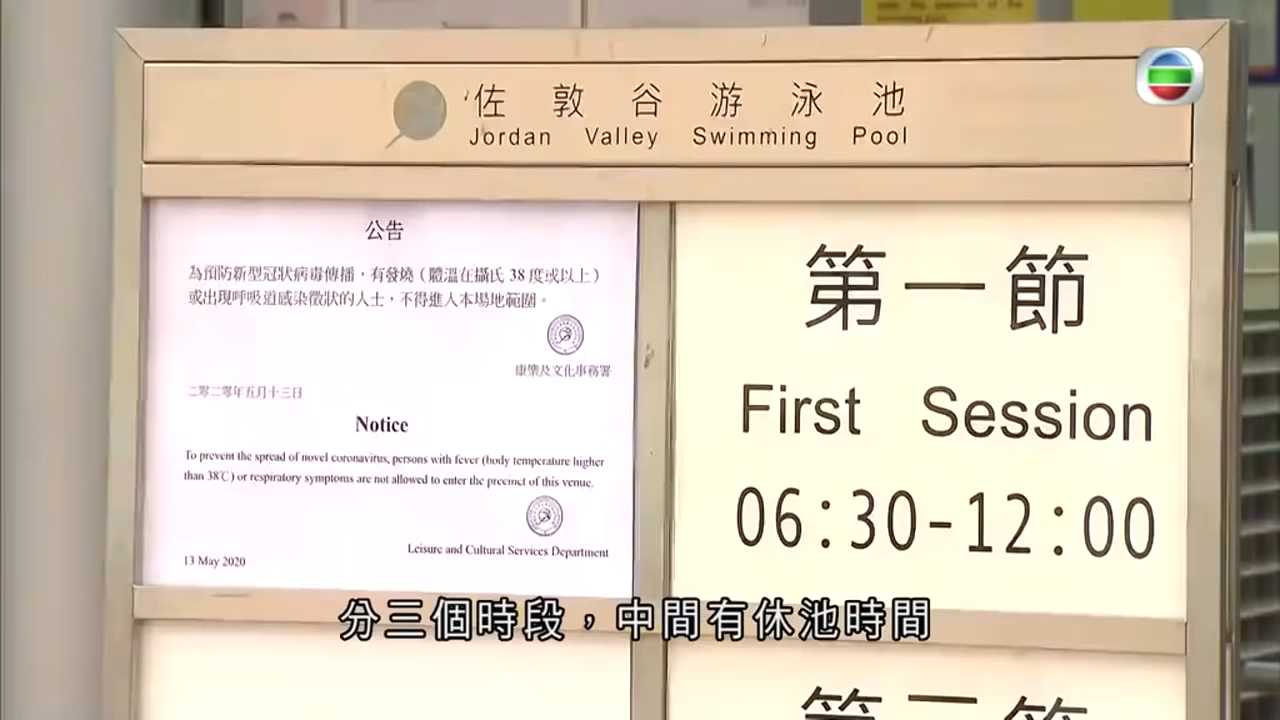 佐敦谷游泳池
Jordan Valley Swimming Pool
公告
為預防新型冠狀病毒傳播，有發燒（體溫在攝氏 38 度或以上）
或出現呼吸道感染徵狀的人士，不得進入本場地範圍。
康樂及文化事務署
二零二零年五月十三日
Notice
To prevent the spread of novel coronavirus, persons with fever (body temperature higher
than 38℃) or respiratory symptoms are not allowed to enter the precinct of this venue.
Leisure and Cultural Services Department
13 May 2020
第一節
First Session
06:30-12:00
分三個時段，中間有休池時間